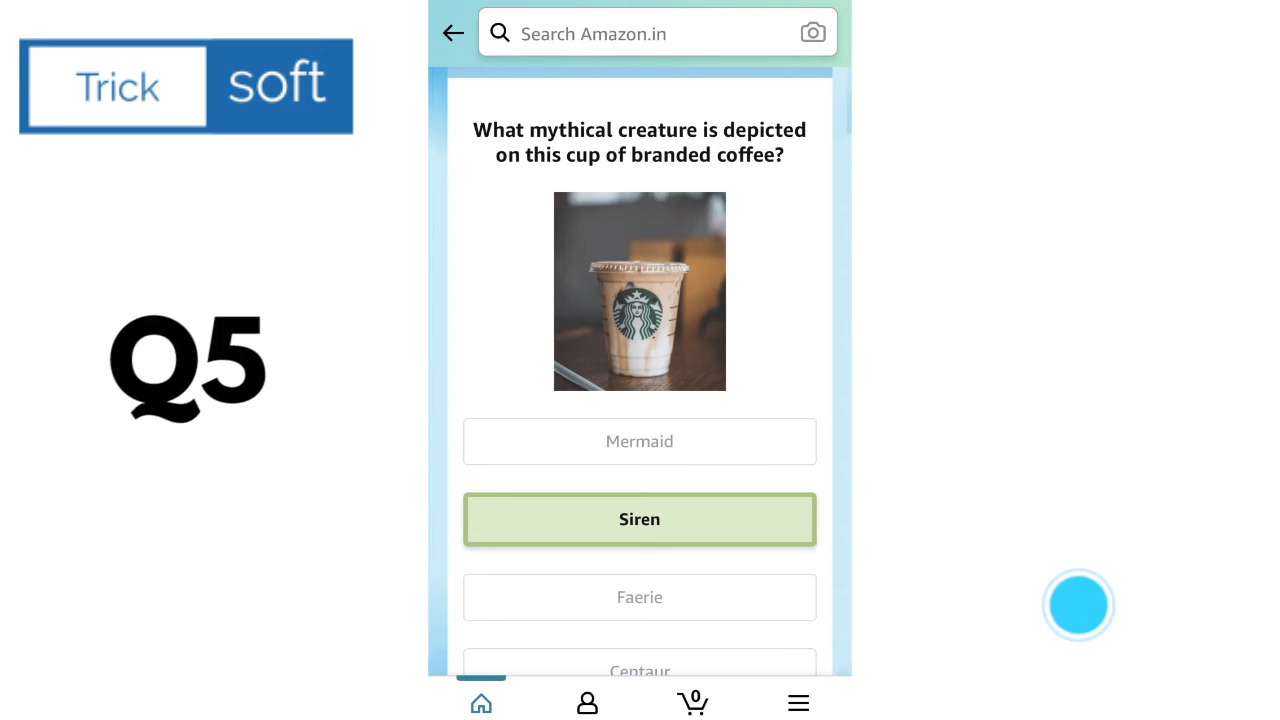 Trick soft
Search Amazon.in
What mythical creature is depicted
on this cup of branded coffee?
Q5
Mermaid
Siren
Faerie
Centaur
0